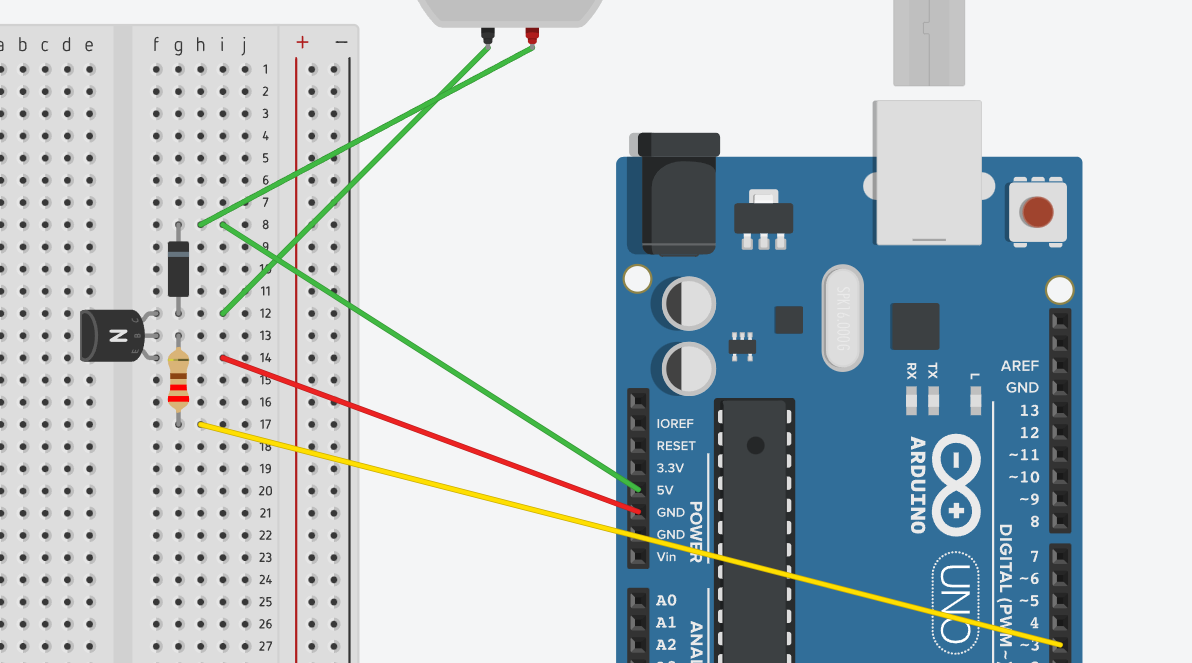 a b c d e f g h i j + −
1
2
3
4
5
6
7
8
9
10
11
12
13
14
15
16
17
18
19
20
21
22
23
24
25
26
27
C
B
E
N
SPK16.000G
RX TX L
AREF
GND
13
12
~11
~10
~9
8
7
~6
~5
4
~3
IOREF
RESET
3.3V
5V
GND
GND
Vin
A0
A1
A2
POWER
ANAL
ARDUINO
UNO
DIGITAL (PWM~